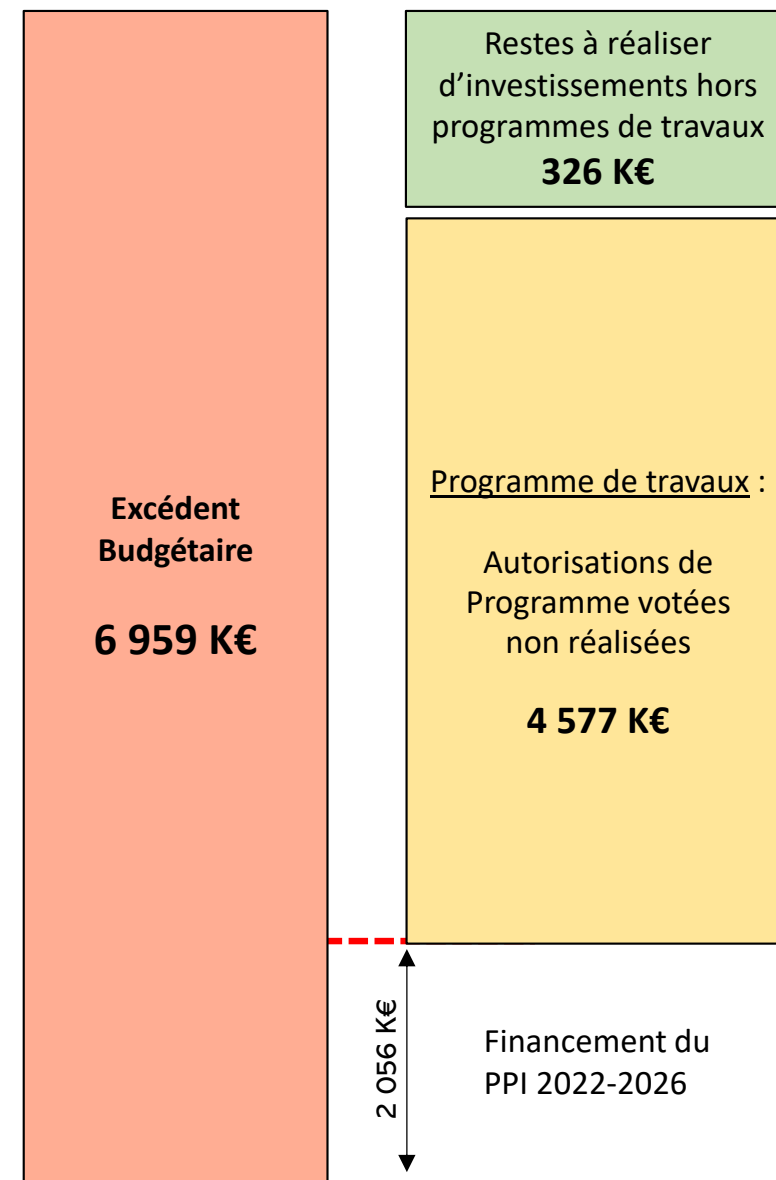 Excédent
Budgétaire
6 959 K€
Restes à réaliser
d’investissements hors
programmes de travaux
326 K€
Programme de travaux :
Autorisations de
Programme votées
non réalisées
4 577 K€
2 056 K€
Financement du
PPI 2022-2026